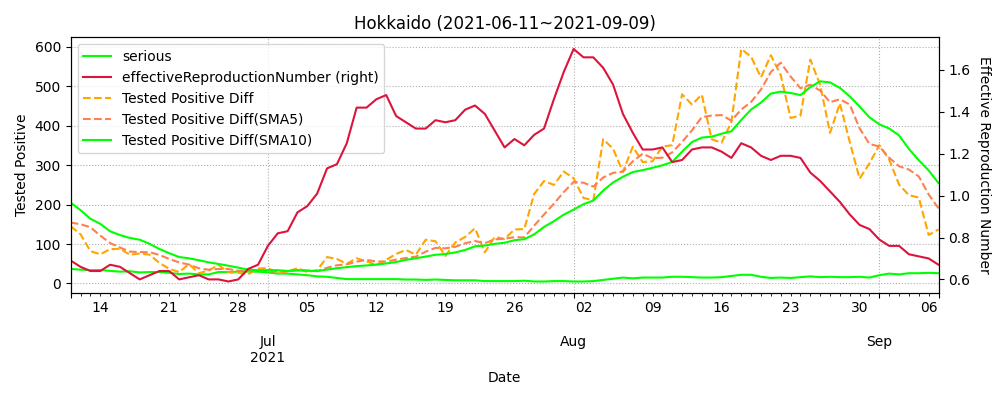 Hokkaido (2021-06-11~2021-09-09)
serious
effectiveReproductionNumber (right)
Tested Positive Diff
Tested Positive Diff(SMA5)
Tested Positive Diff(SMA10)
Tested Positive
600
500
400
300
200
100
0
1.6
1.4
1.2
1.0
0.8
0.6
Effective Reproduction Number
14 21 28 05 12 19 26 02 09 16 23 30 06
Jul Aug Sep
2021
Date